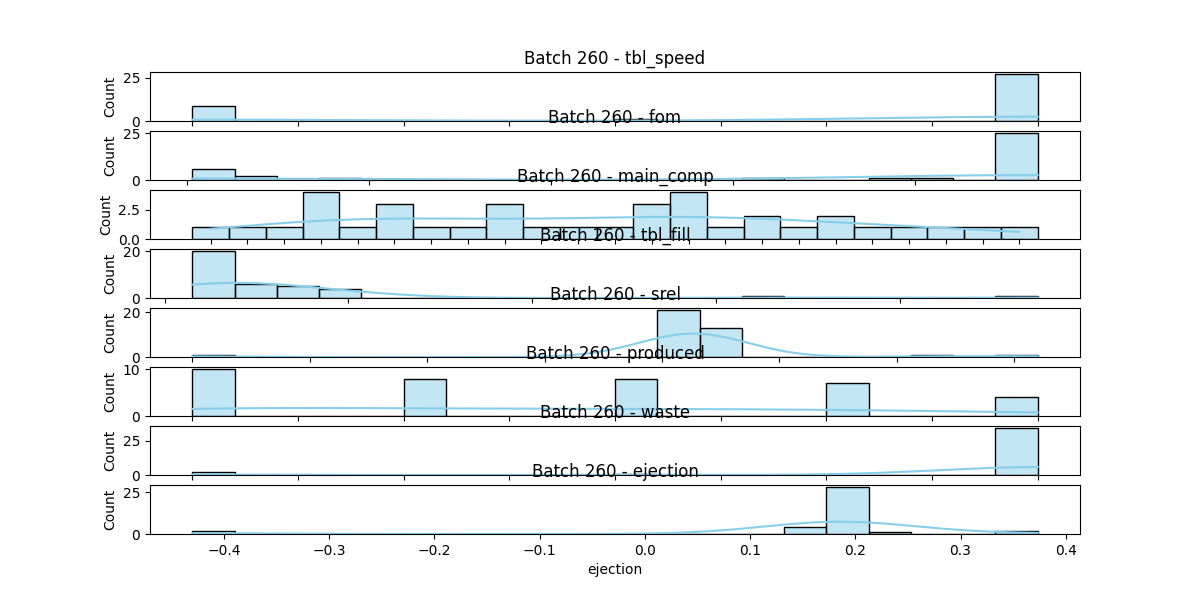 Batch 260 - tbl_speed
25
0
Count
Batch 260 - fom
25
0
Count
Batch 260 - main_comp
2.5
0.0
Count
Batch 260 - tbl_fill
20
0
Count
Batch 260 - srel
20
0
Count
Batch 260 - produced
10
0
Count
Batch 260 - waste
25
0
Count
Batch 260 - ejection
25
0
Count
−0.4 −0.3 −0.2 −0.1 0.0 0.1 0.2 0.3 0.4
ejection